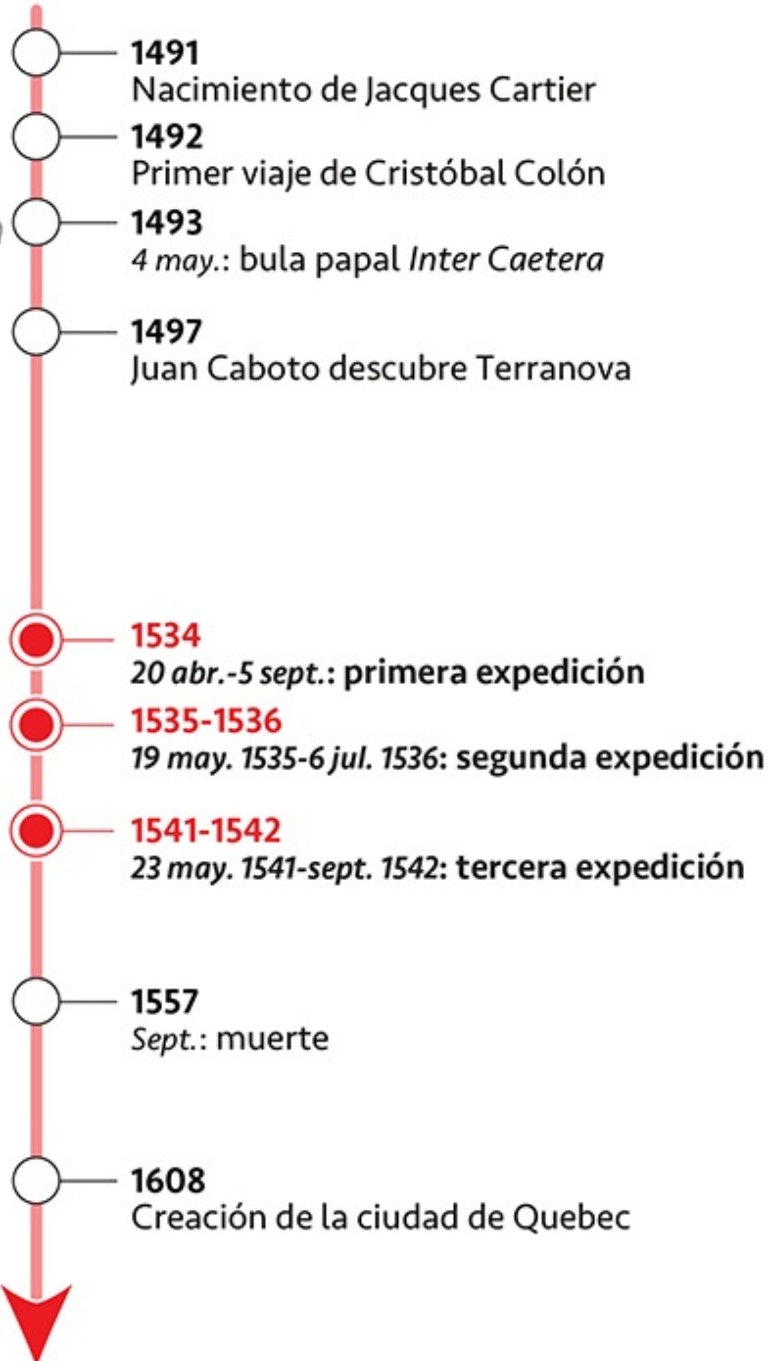 1491
Nacimiento de Jacques Cartier
1492
Primer viaje de Cristóbal Colón
1493
4 may.: bula papal Inter Caetera
1497
Juan Caboto descubre Terranova
1534
20 abr.-5 sept.: primera expedición
1535-1536
19 may. 1535-6 jul. 1536: segunda expedición
1541-1542
23 may. 1541-sept. 1542: tercera expedición
1557
Sept.: muerte
1608
Creación de la ciudad de Quebec